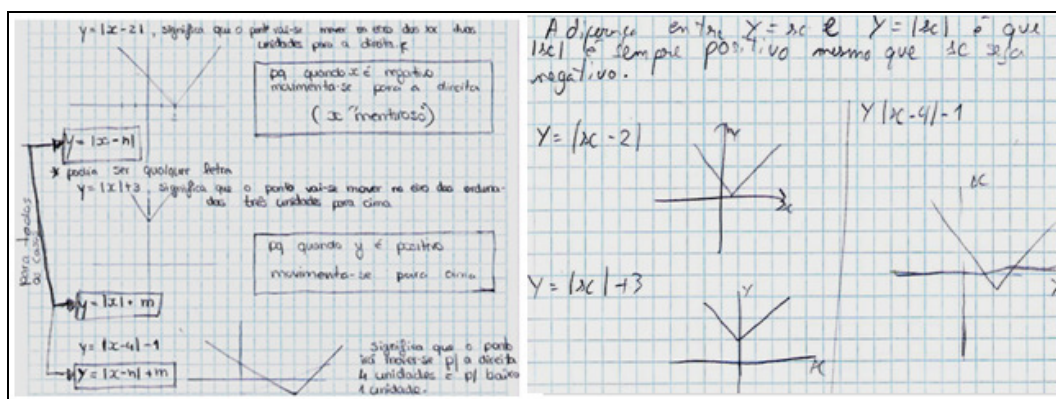 y = |x-2|, significa que o ponto vai-se mover no eixo dos xx duas
unidades para a direita.
pq quando x é negativo
movimenta-se para a direita
(x "mentiroso")
y = |x-n|
* podia ser qualquer letra
y = |x|+3, significa que o ponto vai-se mover no eixo das ordena-
das três unidades para cima
para todos
os casos
pq quando y é positivo
movimenta-se para cima
y = |x| + m
y = |x-4| -1
y = |x-n| + m
significa que o ponto
irá mover-se p/ a direita
4 unidades e p/ baixo
1 unidade.
A diferença entre Y = x e Y = |x| é que
|x| é sempre positivo mesmo que x seja
negativo.
Y = |x - 2|
x
Y = |x| +3
Y
x
Y |x-4| -1
x